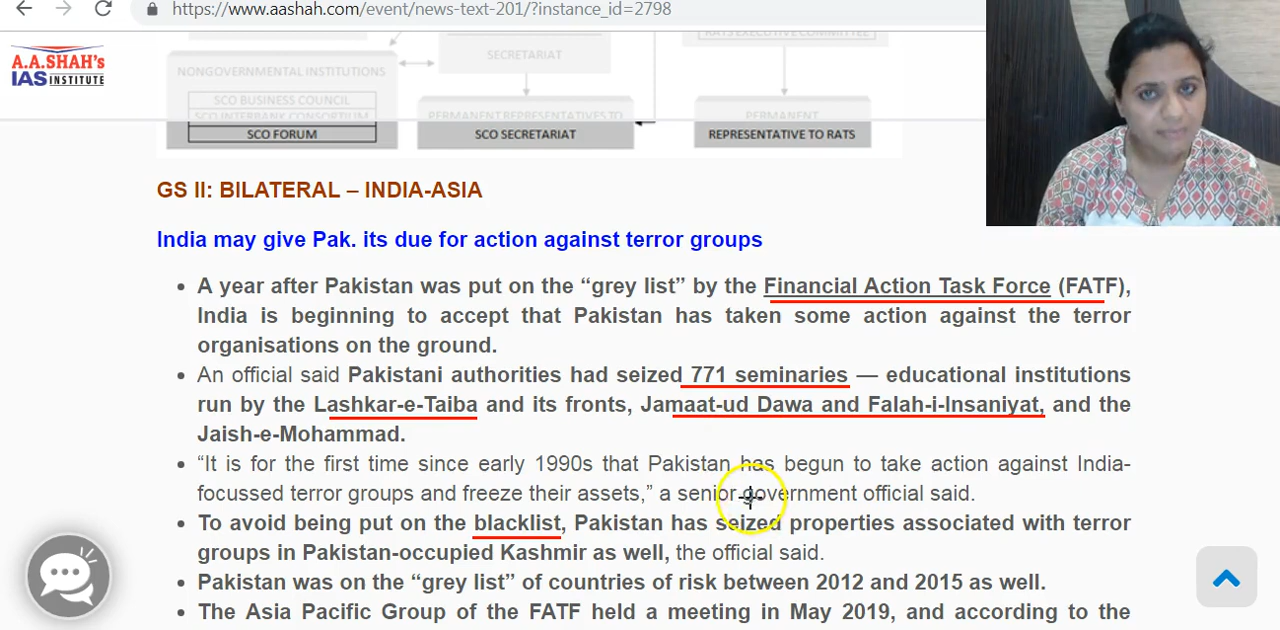 https://www.aashah.com/event/news-text-201/?instance_id=2798
A.A.SHAH's
IAS INSTITUTE
RATS EXECUTIVE COMMITTEE
SECRETARIAT
NONGOVERNMENTAL INSTITUTIONS
SCO BUSINESS COUNCIL
SCO INTERBANK CONSORTIUM
SCO FORUM
PERMANENT REPRESENTATIVES TO
SCO SECRETARIAT
PERMANENT
REPRESENTATIVE TO RATS
GS II: BILATERAL – INDIA-ASIA
India may give Pak. its due for action against terror groups
• A year after Pakistan was put on the “grey list” by the Financial Action Task Force (FATF),
India is beginning to accept that Pakistan has taken some action against the terror
organisations on the ground.
• An official said Pakistani authorities had seized 771 seminaries — educational institutions
run by the Lashkar-e-Taiba and its fronts, Jamaat-ud Dawa and Falah-i-Insaniyat, and the
Jaish-e-Mohammad.
• “It is for the first time since early 1990s that Pakistan has begun to take action against India-
focussed terror groups and freeze their assets,” a senior government official said.
• To avoid being put on the blacklist, Pakistan has seized properties associated with terror
groups in Pakistan-occupied Kashmir as well, the official said.
• Pakistan was on the “grey list” of countries of risk between 2012 and 2015 as well.
• The Asia Pacific Group of the FATF held a meeting in May 2019, and according to the